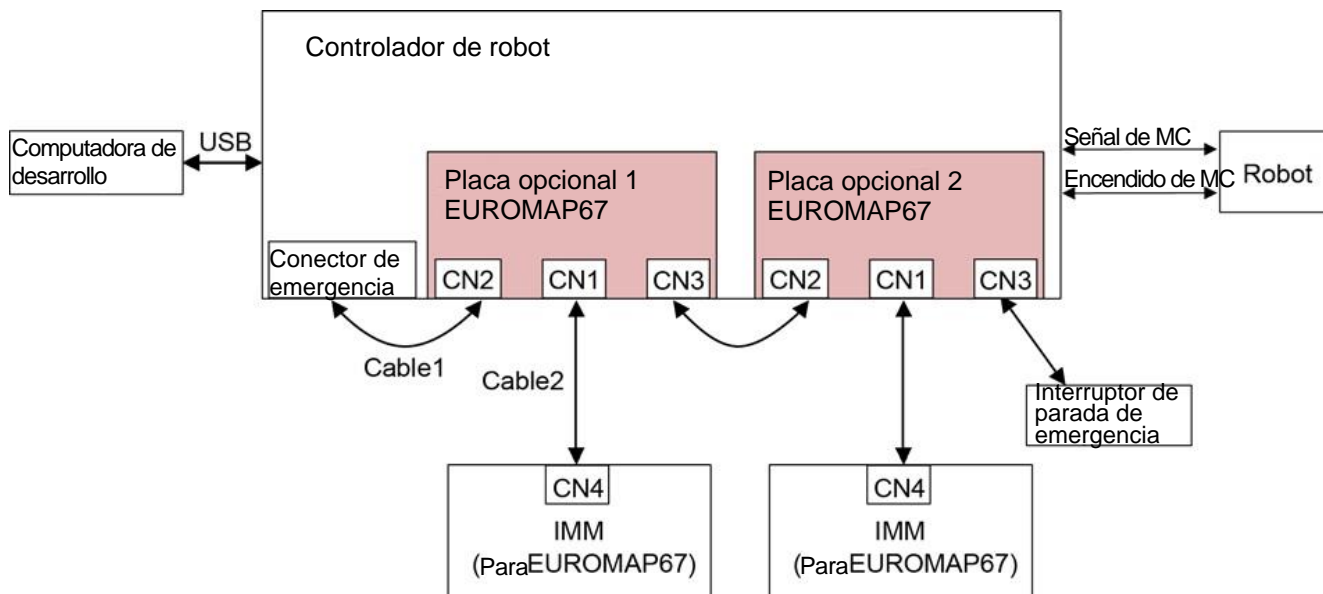 Controlador de robot
Computadora de
desarrollo
USB
Señal de MC
Encendido de MC
Robot
Placa opcional 1
EUROMAP67
Placa opcional 2
EUROMAP67
Conector de
emergencia
CN2
CN1
CN3
CN2
CN1
CN3
Cable1
Cable2
Interruptor de
parada de
emergencia
CN4
IMM
(ParaEUROMAP67)
CN4
IMM
(ParaEUROMAP67)